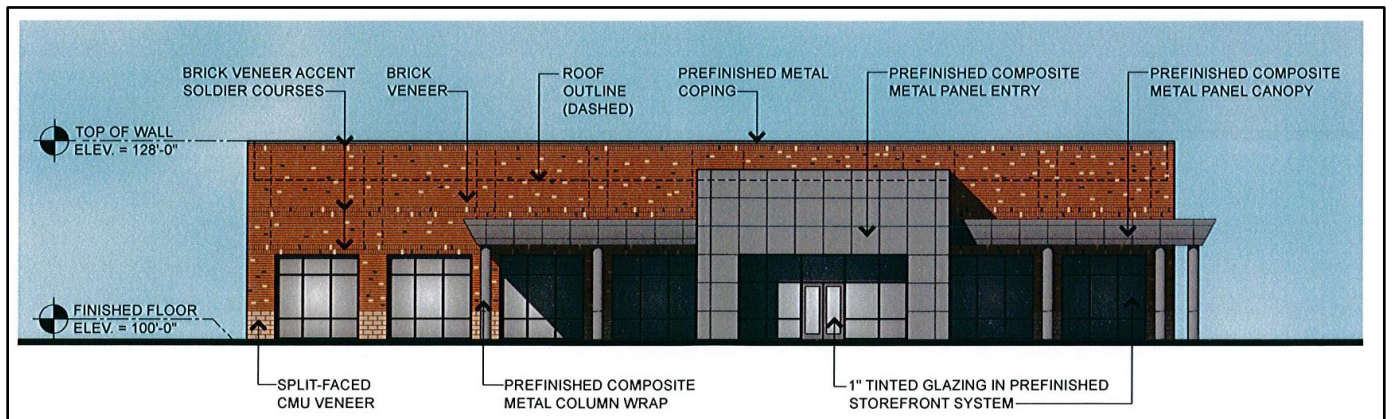 BRICK VENEER ACCENT
SOLDIER COURSES
BRICK
VENEER
ROOF
OUTLINE
(DASHED)
PREFINISHED METAL
COPING
PREFINISHED COMPOSITE
METAL PANEL ENTRY
PREFINISHED COMPOSITE
METAL PANEL CANOPY
TOP OF WALL
ELEV. = 128'-0"
FINISHED FLOOR
ELEV. = 100'-0"
SPLIT-FACED
CMU VENEER
PREFINISHED COMPOSITE
METAL COLUMN WRAP
1" TINTED GLAZING IN PREFINISHED
STOREFRONT SYSTEM